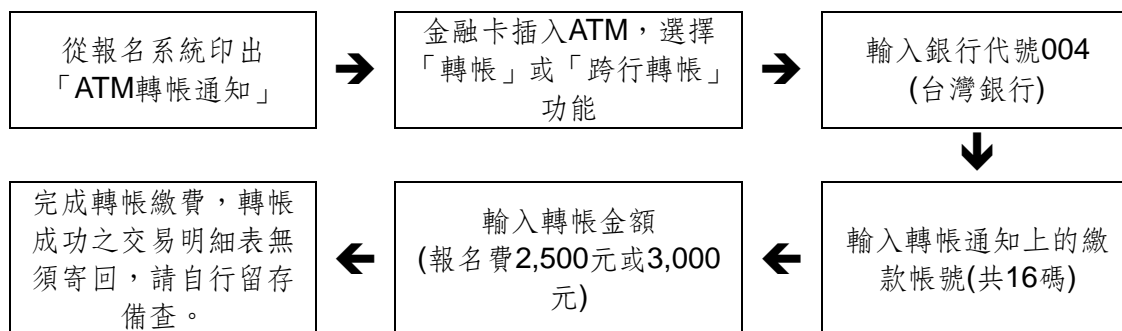 從報名系統印出
「ATM轉帳通知」
金融卡插入ATM，選擇
「轉帳」或「跨行轉帳」
功能
輸入銀行代號004
(台灣銀行)
輸入轉帳通知上的繳
款帳號(共16碼)
輸入轉帳金額
(報名費2,500元或3,000
元)
完成轉帳繳費，轉帳
成功之交易明細表無
須寄回，請自行留存
備查。